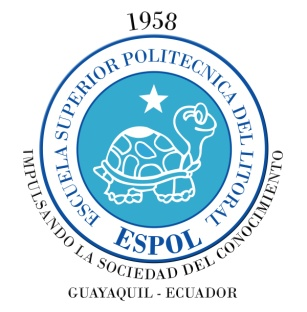 1958
ESCUELA SUPERIOR POLITECNICA DEL LITORAL
ESPOL
IMPULSANDO LA SOCIEDAD DEL CONOCIMIENTO
GUAYAQUIL - ECUADOR